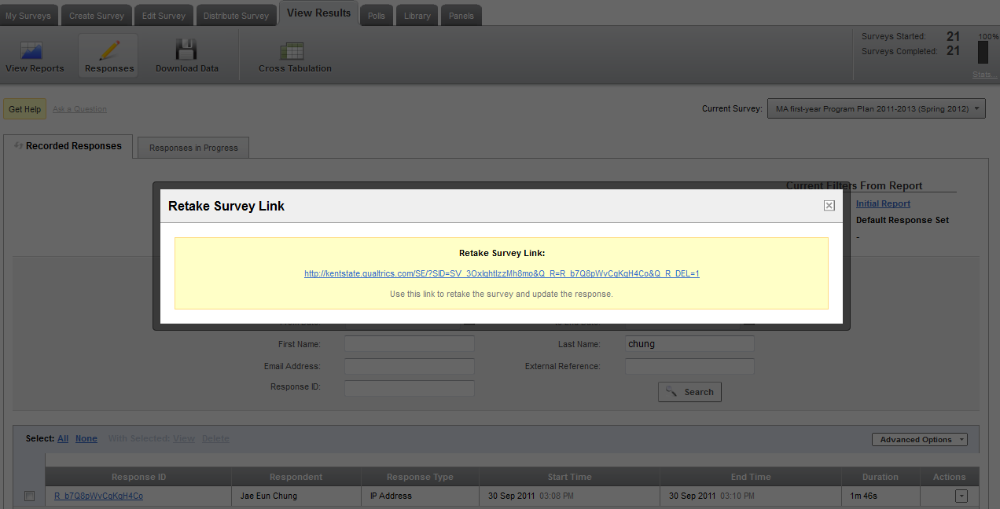 My Surveys Create Survey Edit Survey Distribute Survey View Results Polls Library Panels
View Reports Responses Download Data Cross Tabulation
Surveys Started: 21 100%
Surveys Completed: 21
Stats...
Get Help Ask a Question Current Survey: MA first-year Program Plan 2011-2013 (Spring 2012)
Recorded Responses Responses in Progress
Current Filters From Report
Initial Report
Default Response Set
-
Retake Survey Link
Retake Survey Link:
http://kentstate.qualtrics.com/SE/?SID=SV_3OxlqhtIzzMh8mo&Q_R=R_b7Q8pWvCgKgH4Co&Q_R_DEL=1
Use this link to retake the survey and update the response.
First Name: Last Name: chung
Email Address: External Reference:
Response ID: Search
Select: All None With Selected: View Delete Advanced Options
Response ID Respondent Response Type Start Time End Time Duration Actions
R_b7Q8pWvCgKgH4Co Jae Eun Chung IP Address 30 Sep 2011 03:08 PM 30 Sep 2011 03:10 PM 1m 46s